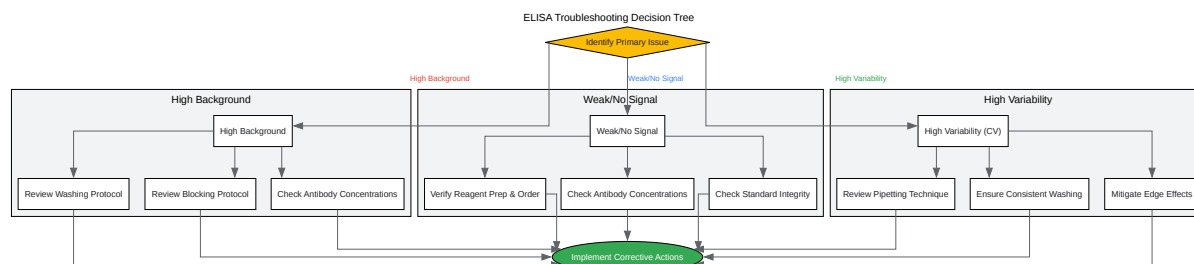 ELISA Troubleshooting Decision Tree
Identify Primary Issue
High Background
Weak/No Signal
High Variability
High Background
Weak/No Signal
High Variability
High Background
Weak/No Signal
High Variability (CV)
Review Washing Protocol
Review Blocking Protocol
Check Antibody Concentrations
Verify Reagent Prep & Order
Check Antibody Concentrations
Check Standard Integrity
Review Pipetting Technique
Ensure Consistent Washing
Mitigate Edge Effects
Implement Corrective Actions